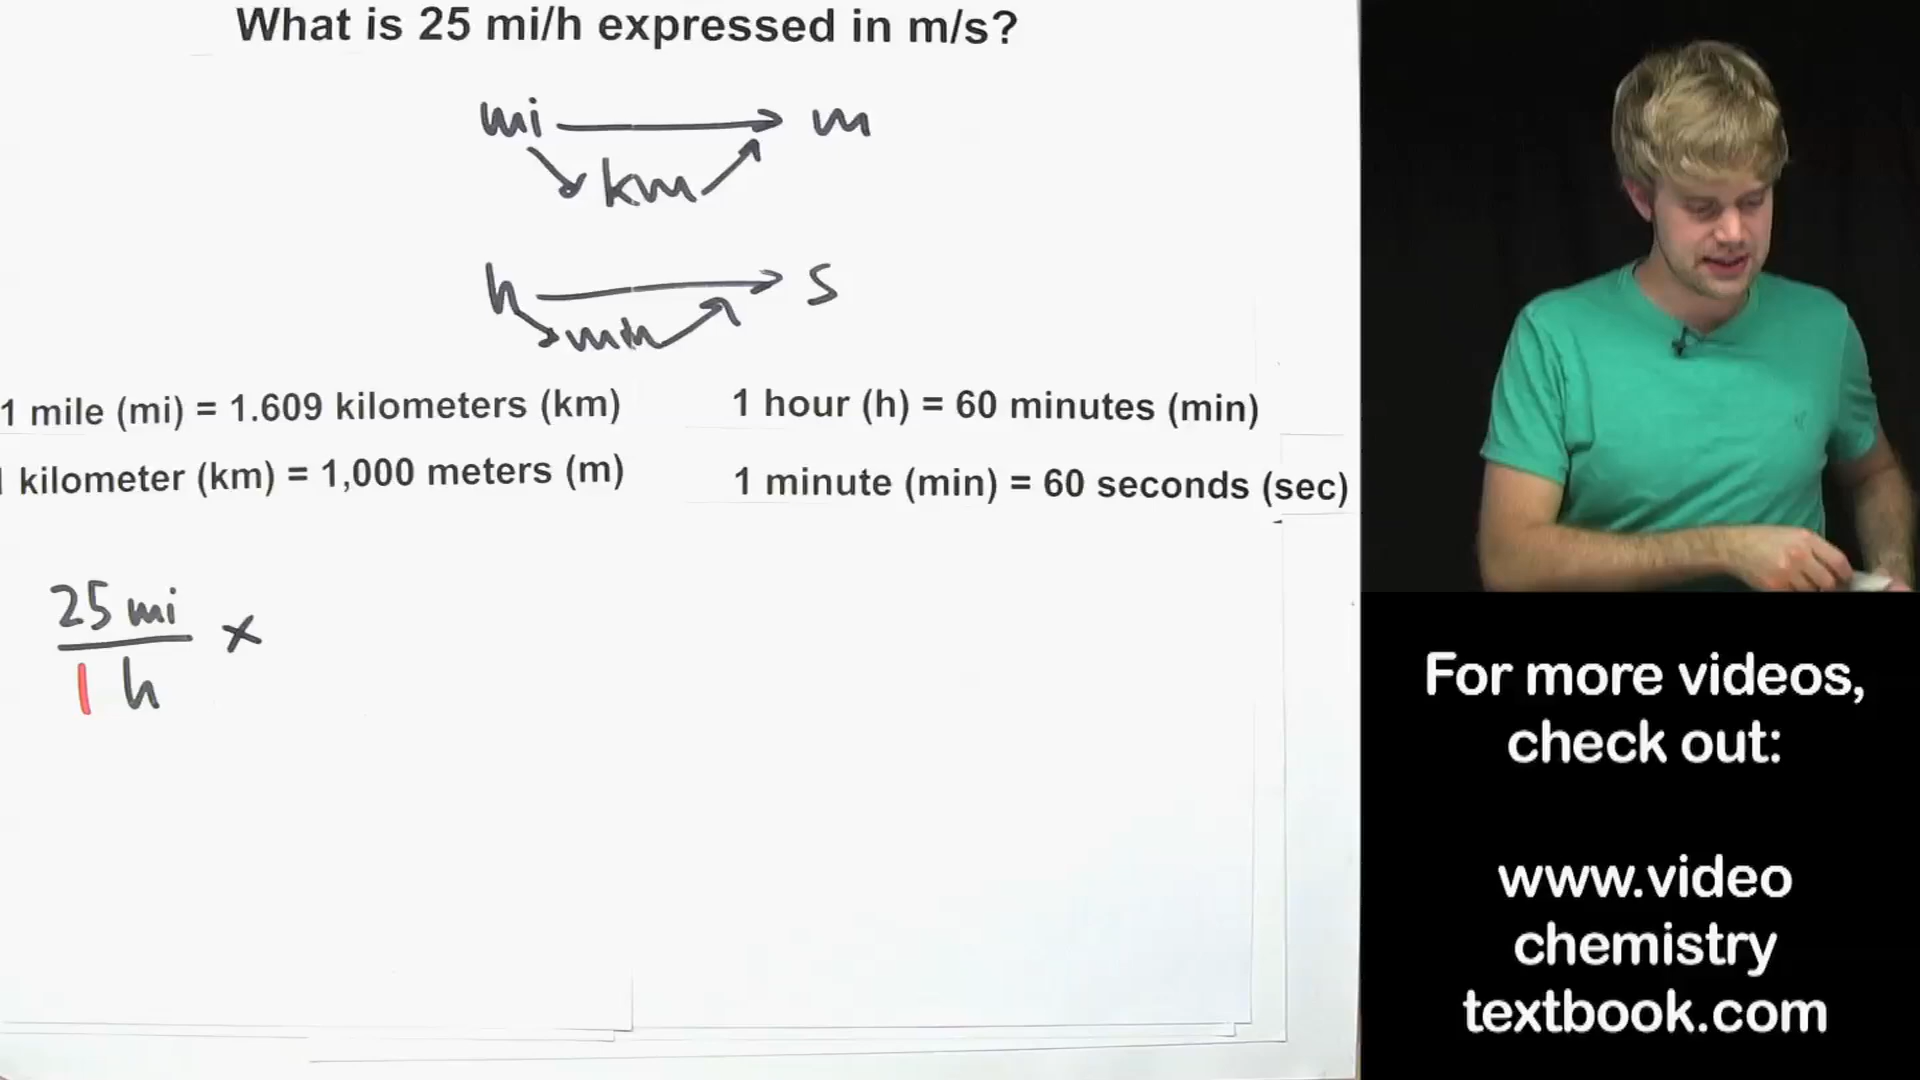 What is 25 mi/h expressed in m/s?
mi → m
km
h → s
min
1 mile (mi) = 1.609 kilometers (km)
1 hour (h) = 60 minutes (min)
1 kilometer (km) = 1,000 meters (m)
1 minute (min) = 60 seconds (sec)
25 mi
×
1 h
For more videos,
check out:
www.video
chemistry
textbook.com